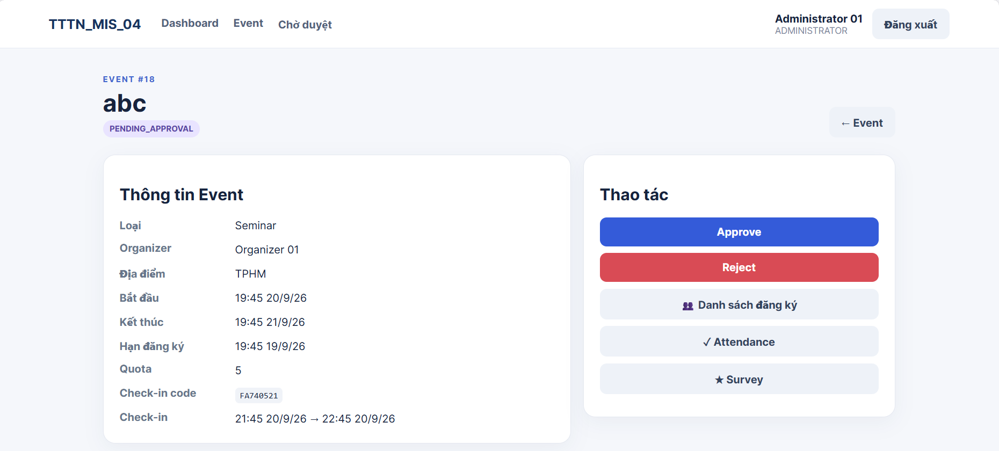 TTTN_MIS_04 Dashboard Event Chờ duyệt Administrator 01 Đăng xuất
ADMINISTRATOR
EVENT #18
abc
PENDING_APPROVAL
← Event
Thông tin Event
Loại Seminar
Organizer Organizer 01
Địa điểm TPHM
Bắt đầu 19:45 20/9/26
Kết thúc 19:45 21/9/26
Hạn đăng ký 19:45 19/9/26
Quota 5
Check-in code FA740521
Check-in 21:45 20/9/26 → 22:45 20/9/26
Thao tác
Approve
Reject
👥 Danh sách đăng ký
✓ Attendance
★ Survey